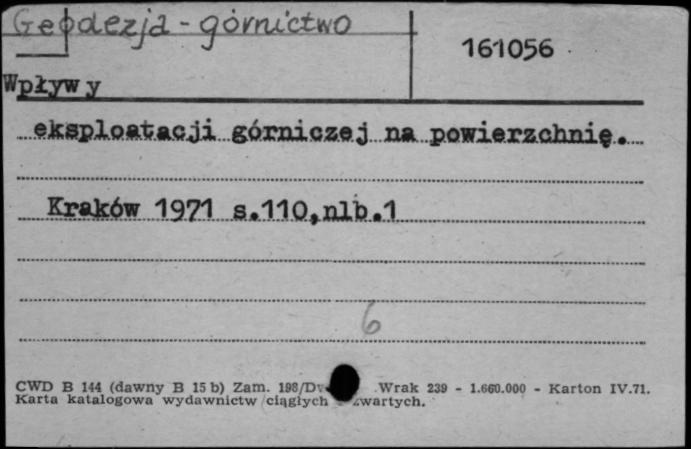 Geodezja - górnictwo
161056
Wpływy
eksploatacji górniczej na powierzchnię.
Kraków 1971 s.110,nlb.1
6
CWD B 144 (dawny B 15 b) Zam. 198/ Wrak 239 - 1.660.000 - Karton IV.71.
Karta katalogowa wydawnictw ciągłych